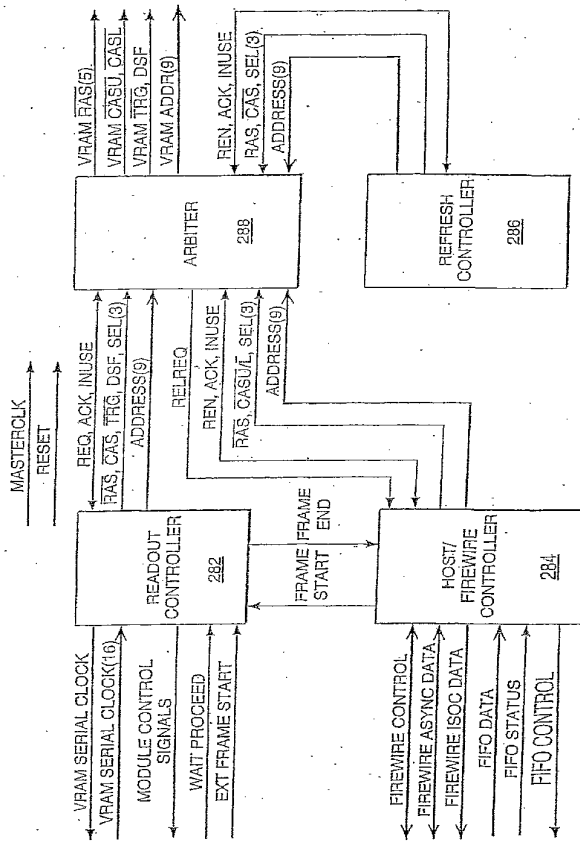 MASTERCLK
RESET
VRAM SERIAL CLOCK
VRAM SERIAL CLOCK(16)
MODULE CONTROL
SIGNALS
WAIT PROCEED
EXT FRAME START
READOUT
CONTROLLER
282
REQ, ACK, INUSE
RAS, CAS, TRG, DSF, SEL(3)
ADDRESS(9)
RELREQ
REN, ACK, INUSE
RAS, CASU/L, SEL(3)
ADDRESS(9)
ARBITER
288
VRAM RAS(5)
VRAM CASU, CASL
VRAM TRG, DSF
VRAM ADDR(9)
REN, ACK, INUSE
RAS, CAS, SEL(3)
ADDRESS(9)
FRAME
START
FRAME
END
FIREWIRE CONTROL
FIREWIRE ASYNC DATA
FIREWIRE ISOC DATA
FIFO DATA
FIFO STATUS
FIFO CONTROL
HOST/
FIREWIRE
CONTROLLER
284
REFRESH
CONTROLLER
286